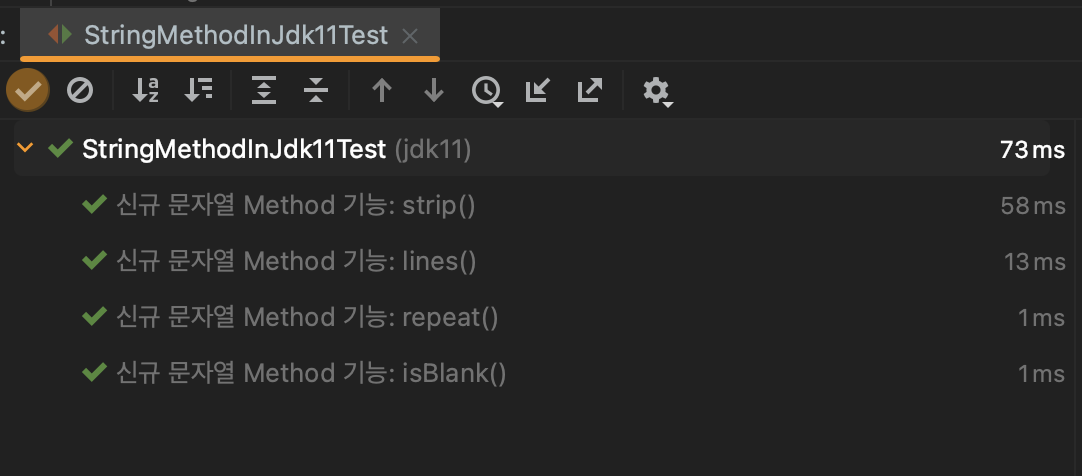 :
StringMethodInJdk11Test
StringMethodInJdk11Test (jdk11) 73 ms
신규 문자열 Method 기능: strip() 58 ms
신규 문자열 Method 기능: lines() 13 ms
신규 문자열 Method 기능: repeat() 1 ms
신규 문자열 Method 기능: isBlank() 1 ms